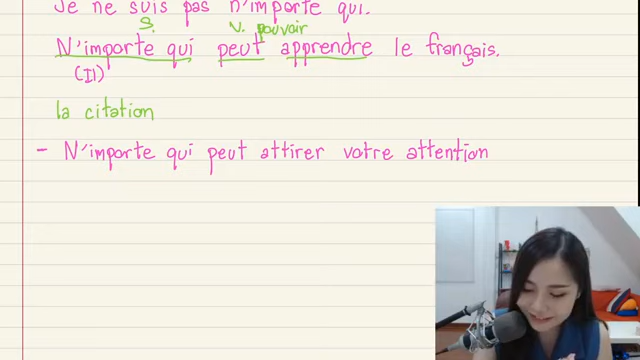 Je ne suis pas n'importe qui.
S. v. pouvoir
N'importe qui peut apprendre le français.
(Il)
la citation
- N'importe qui peut attirer votre attention